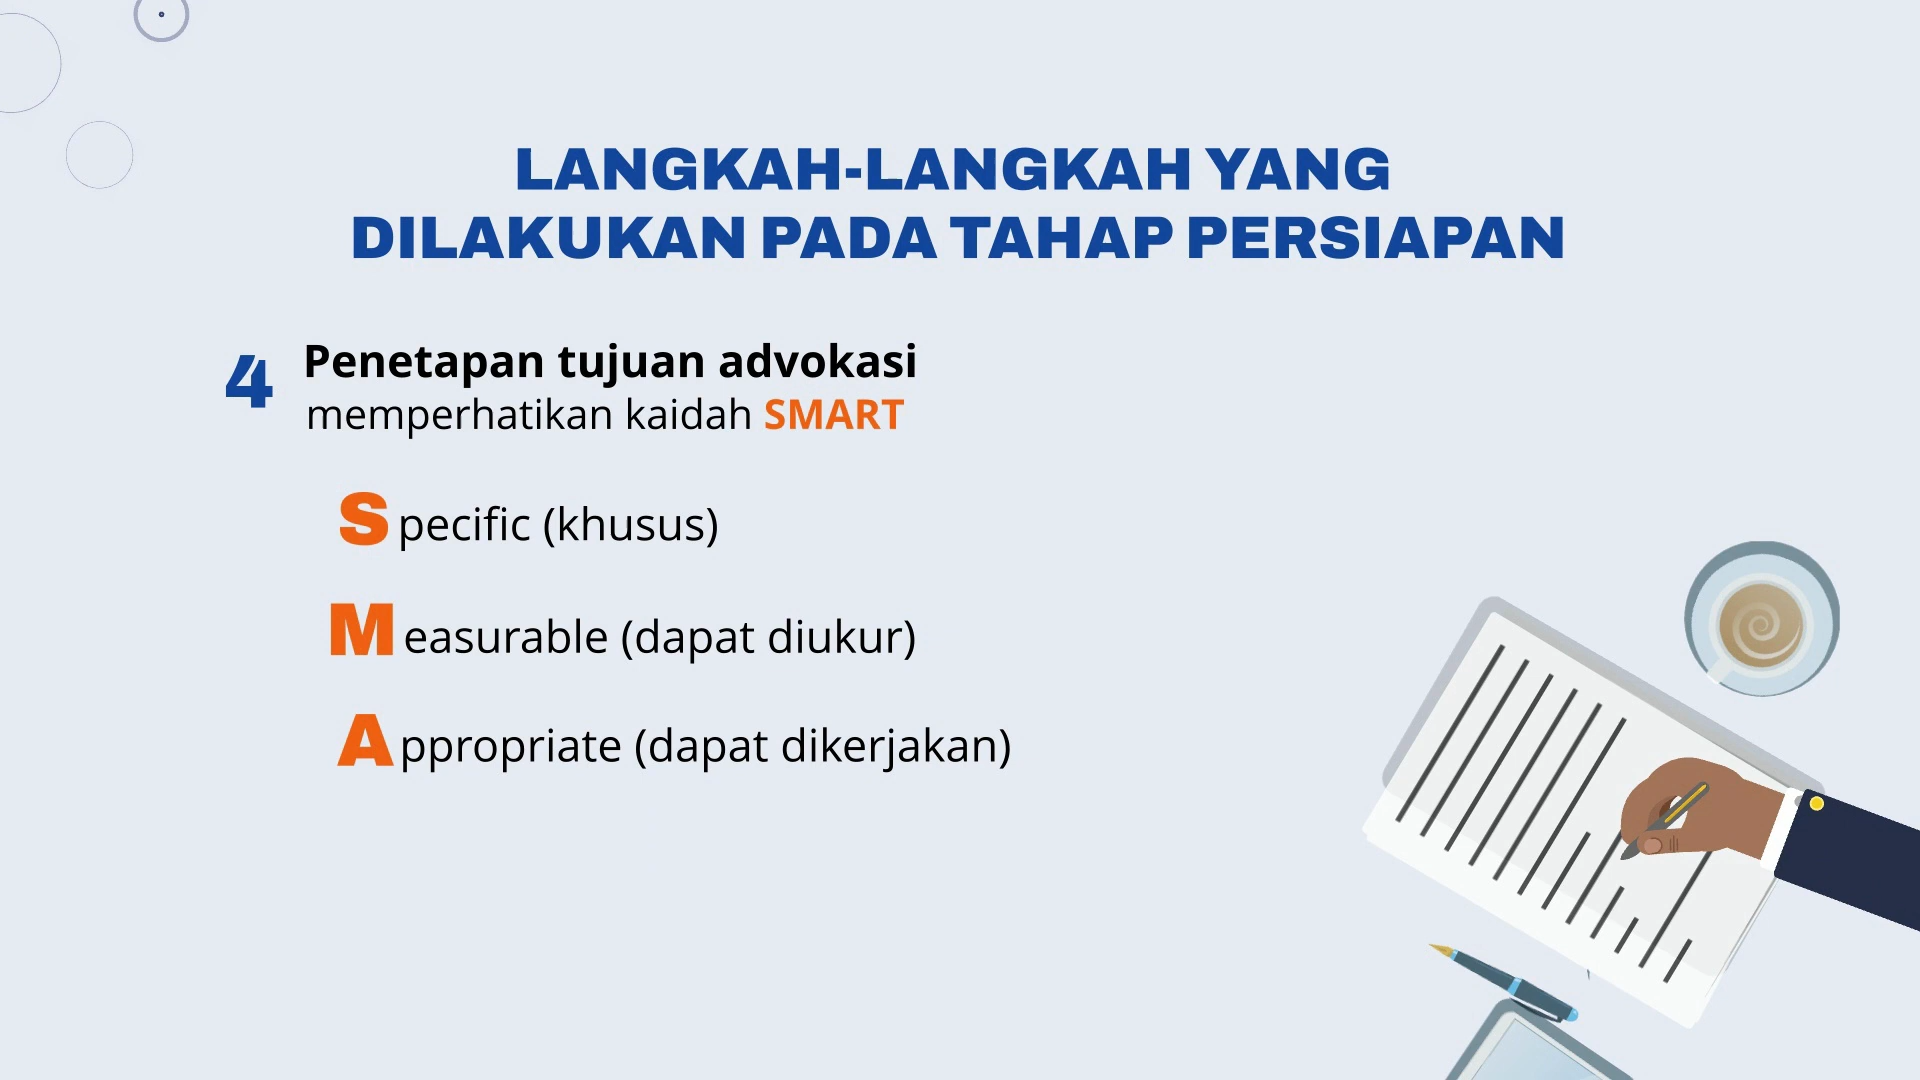 LANGKAH-LANGKAH YANG
DILAKUKAN PADA TAHAP PERSIAPAN
4 Penetapan tujuan advokasi
memperhatikan kaidah SMART
Specific (khusus)
Measurable (dapat diukur)
Appropriate (dapat dikerjakan)